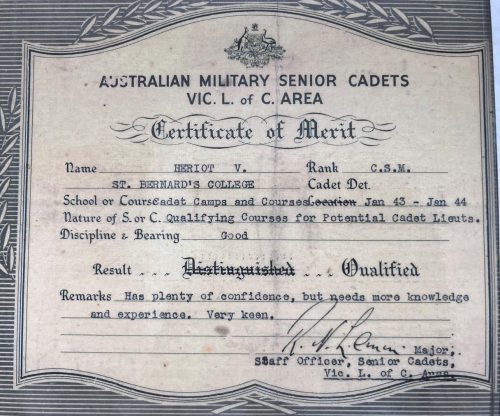 AUSTRALIAN MILITARY SENIOR CADETS
VIC. L. of C. AREA
Certificate of Merit
Name HERIOT V. Rank C.S.M.
ST. BERNARD'S COLLEGE Cadet Det.
School or Course Cadet Camps and Courses Location Jan 43 - Jan 44
Nature of S. or C. Qualifying Courses for Potential Cadet Lieuts.
Discipline & Bearing Good
Result ... Distinguished ... Qualified
Remarks Has plenty of confidence, but needs more knowledge
and experience. Very keen.
Major,
Staff Officer, Senior Cadets,
Vic. L. of C. Area